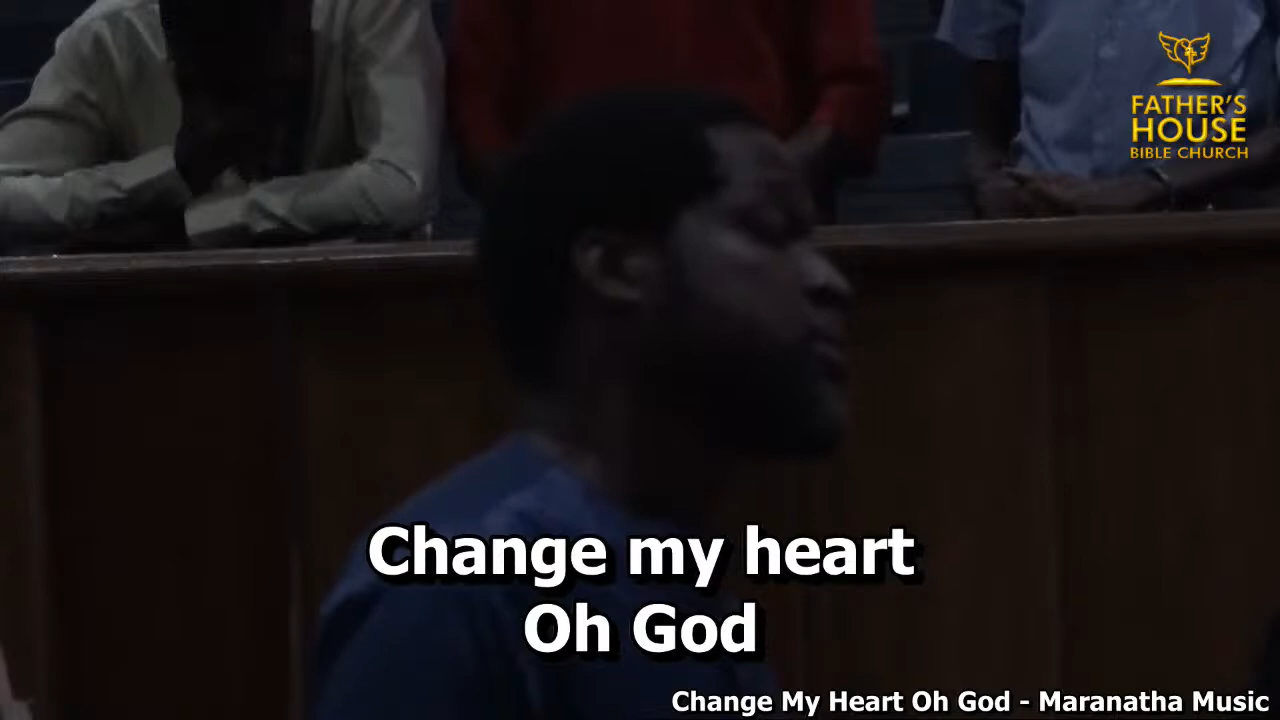 FATHER'S
HOUSE
BIBLE CHURCH
Change my heart
Oh God
Change My Heart Oh God - Maranatha Music